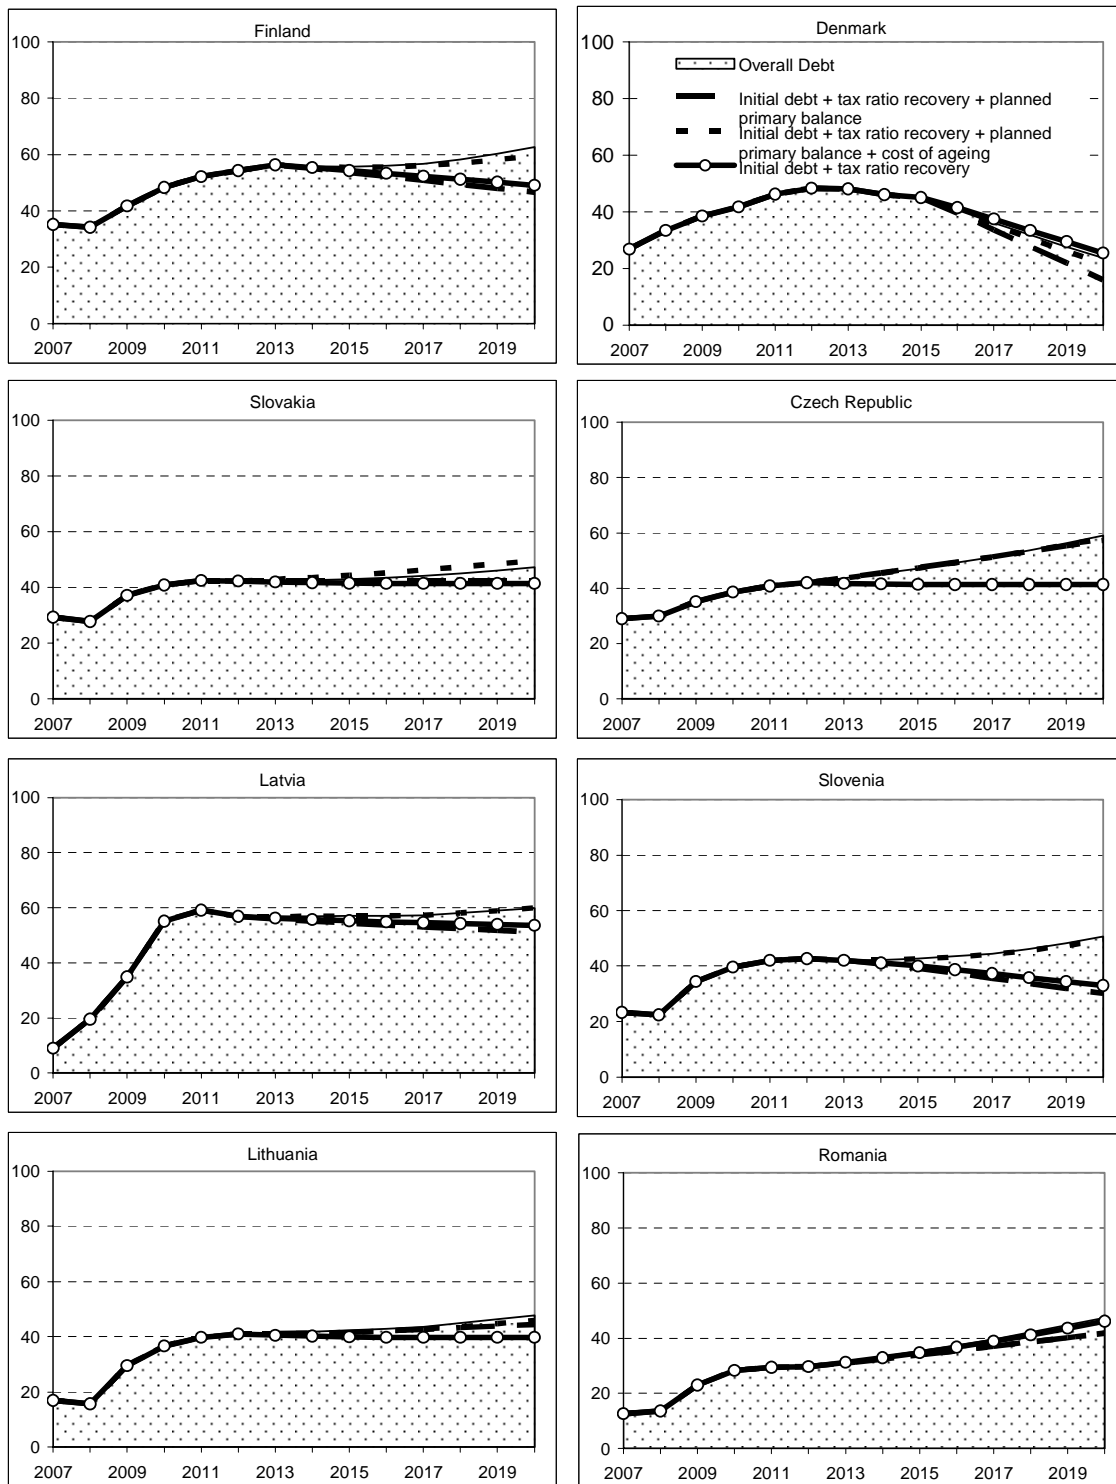 Finland
100
80
60
40
20
0
2007 2009 2011 2013 2015 2017 2019
Denmark
100
80
60
40
20
0
Overall Debt
Initial debt + tax ratio recovery + planned
primary balance
Initial debt + tax ratio recovery + planned
primary balance + cost of ageing
Initial debt + tax ratio recovery
2007 2009 2011 2013 2015 2017 2019
Slovakia
100
80
60
40
20
0
2007 2009 2011 2013 2015 2017 2019
Czech Republic
100
80
60
40
20
0
2007 2009 2011 2013 2015 2017 2019
Latvia
100
80
60
40
20
0
2007 2009 2011 2013 2015 2017 2019
Slovenia
100
80
60
40
20
0
2007 2009 2011 2013 2015 2017 2019
Lithuania
100
80
60
40
20
0
2007 2009 2011 2013 2015 2017 2019
Romania
100
80
60
40
20
0
2007 2009 2011 2013 2015 2017 2019